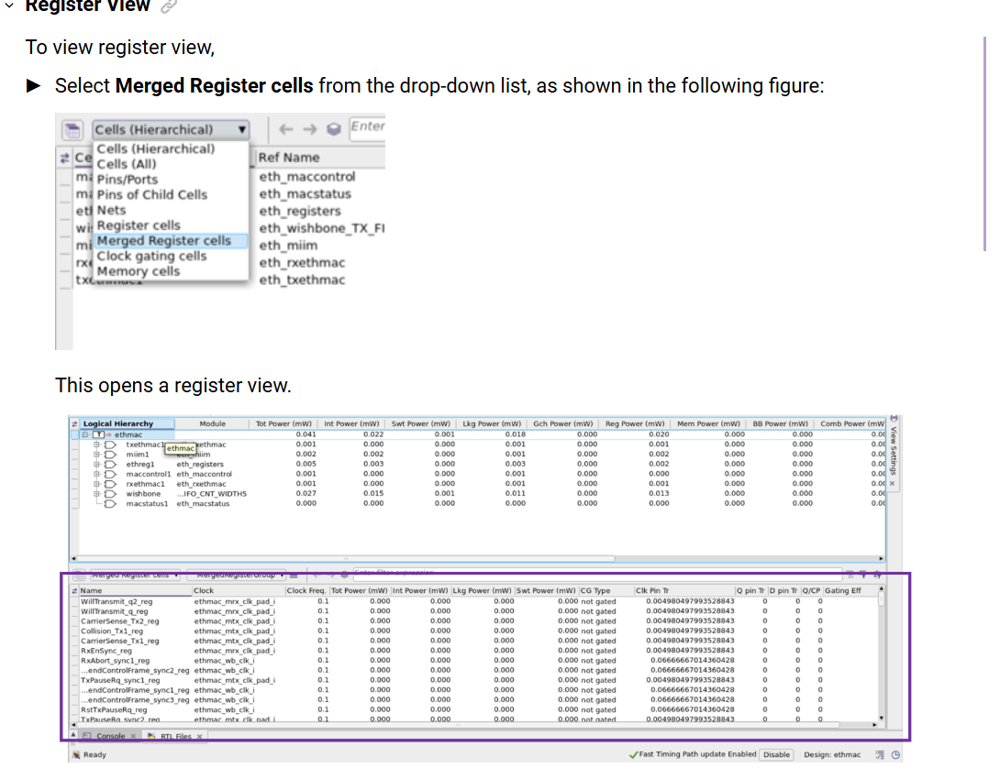 Register View
To view register view,
► Select Merged Register cells from the drop-down list, as shown in the following figure:
Cells (Hierarchical) ▼ Enter
Cells (Hierarchical)
Ce Ref Name
Cells (All)
Pins/Ports eth_maccontrol
Pins of Child Cells eth_macstatus
Nets eth_registers
Register cells eth_wishbone_TX_FI
Merged Register cells eth_miim
Clock gating cells eth_rxethmac
Memory cells eth_txethmac
This opens a register view.
Logical Hierarchy Module Tot Power (mW) Int Power (mW) Swt Power (mW) Lkg Power (mW) Gch Power (mW) Reg Power (mW) Mem Power (mW) BB Power (mW) Comb Power (mW
ethmac 0.041 0.022 0.001 0.018 0.000 0.020 0.000 0.000 0.00
txethmac1 0.001 0.000 0.000 0.001 0.000 0.001 0.000 0.000 0.00
ethmac
miim1 0.002 0.002 0.000 0.001 0.000 0.002 0.000 0.000 0.00
ethreg1 eth_registers 0.005 0.003 0.000 0.003 0.000 0.002 0.000 0.000 0.00
maccontrol1 eth_maccontrol 0.001 0.000 0.000 0.001 0.000 0.001 0.000 0.000 0.00
rxethmac1 eth_rxethmac 0.001 0.000 0.000 0.001 0.000 0.001 0.000 0.000 0.00
wishbone ...IFO_CNT_WIDTH5 0.027 0.015 0.001 0.011 0.000 0.013 0.000 0.000 0.00
macstatus1 eth_macstatus 0.000 0.000 0.000 0.000 0.000 0.000 0.000 0.000 0.00
View Settings
Merged Register Cells MergedRegisterGroup Enter filter expression
Name Clock Clock Freq. Tot Power (mW) Int Power (mW) Lkg Power (mW) Swt Power (mW) CG Type Clk Pin Tr Q pin Tr D pin Tr Q/CP Gating Eff
WillTransmit_q2_reg ethmac_mrx_clk_pad_i 0.1 0.000 0.000 0.000 0.000 not gated 0.004980497993528843 0 0 0
WillTransmit_q_reg ethmac_mrx_clk_pad_i 0.1 0.000 0.000 0.000 0.000 not gated 0.004980497993528843 0 0 0
CarrierSense_Tx2_reg ethmac_mtx_clk_pad_i 0.1 0.000 0.000 0.000 0.000 not gated 0.004980497993528843 0 0 0
Collision_Tx1_reg ethmac_mtx_clk_pad_i 0.1 0.000 0.000 0.000 0.000 not gated 0.004980497993528843 0 0 0
CarrierSense_Tx1_reg ethmac_mtx_clk_pad_i 0.1 0.000 0.000 0.000 0.000 not gated 0.004980497993528843 0 0 0
RxEnSync_reg ethmac_mrx_clk_pad_i 0.1 0.000 0.000 0.000 0.000 not gated 0.004980497993528843 0 0 0
RxAbort_sync1_reg ethmac_wb_clk_i 0.1 0.000 0.000 0.000 0.000 not gated 0.06666667014360428 0 0 0
...endControlFrame_sync2_reg ethmac_wb_clk_i 0.1 0.000 0.000 0.000 0.000 not gated 0.06666667014360428 0 0 0
TxPauseRq_sync1_reg ethmac_mtx_clk_pad_i 0.1 0.000 0.000 0.000 0.000 not gated 0.004980497993528843 0 0 0
...endControlFrame_sync1_reg ethmac_wb_clk_i 0.1 0.000 0.000 0.000 0.000 not gated 0.06666667014360428 0 0 0
...endControlFrame_sync3_reg ethmac_wb_clk_i 0.1 0.000 0.000 0.000 0.000 not gated 0.06666667014360428 0 0 0
RstTxPauseRq_reg ethmac_wb_clk_i 0.1 0.000 0.000 0.000 0.000 not gated 0.06666667014360428 0 0 0
TxPauseRq_sync2_reg ethmac_mtx_clk_pad_i 0.1 0.000 0.000 0.000 0.000 not gated 0.004980497993528843 0 0 0
Console RTL Files
Ready Fast Timing Path update Enabled Disable Design: ethmac